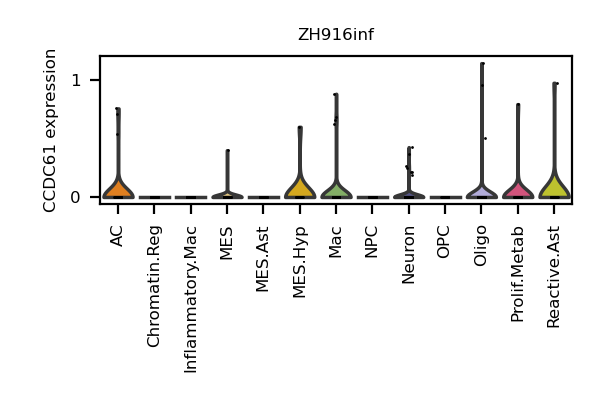 ZH916inf
CCDC61 expression
1
0
AC
Chromatin.Reg
Inflammatory.Mac
MES
MES.Ast
MES.Hyp
Mac
NPC
Neuron
OPC
Oligo
Prolif.Metab
Reactive.Ast